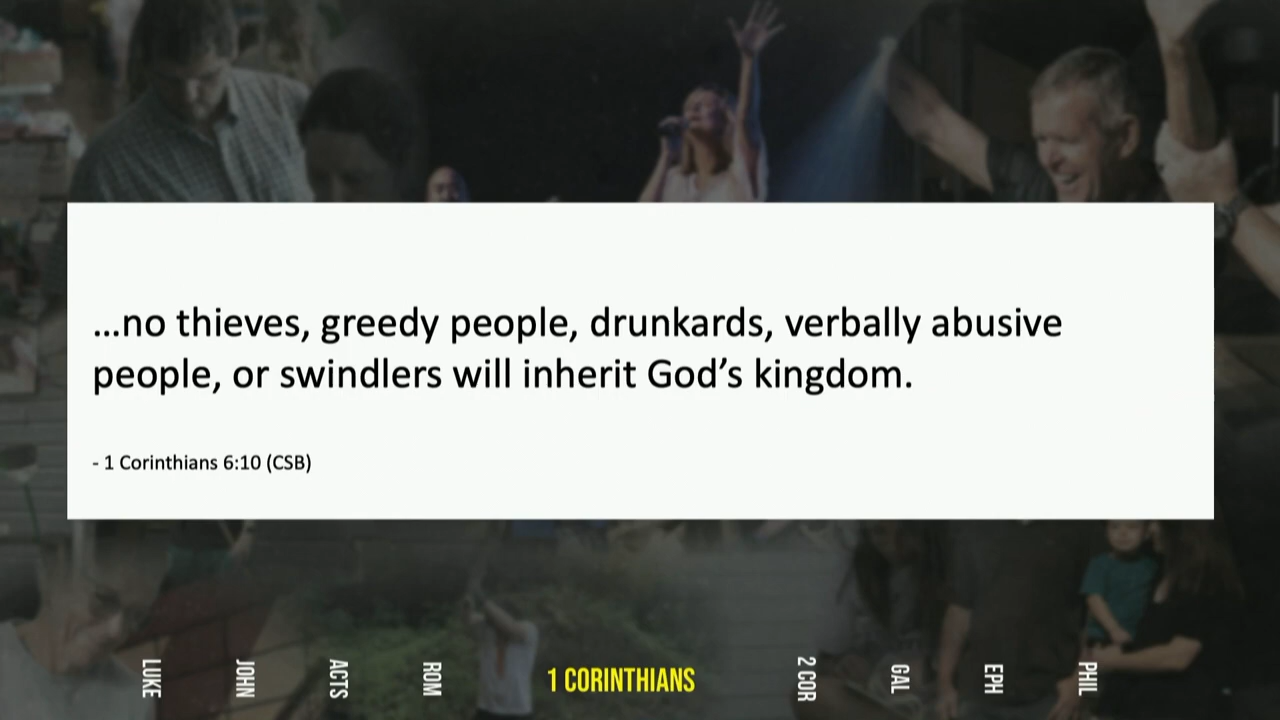 …no thieves, greedy people, drunkards, verbally abusive
people, or swindlers will inherit God’s kingdom.
- 1 Corinthians 6:10 (CSB)
LUKE
JOHN
ACTS
ROM
1 CORINTHIANS
2 COR
GAL
EPH
PHIL